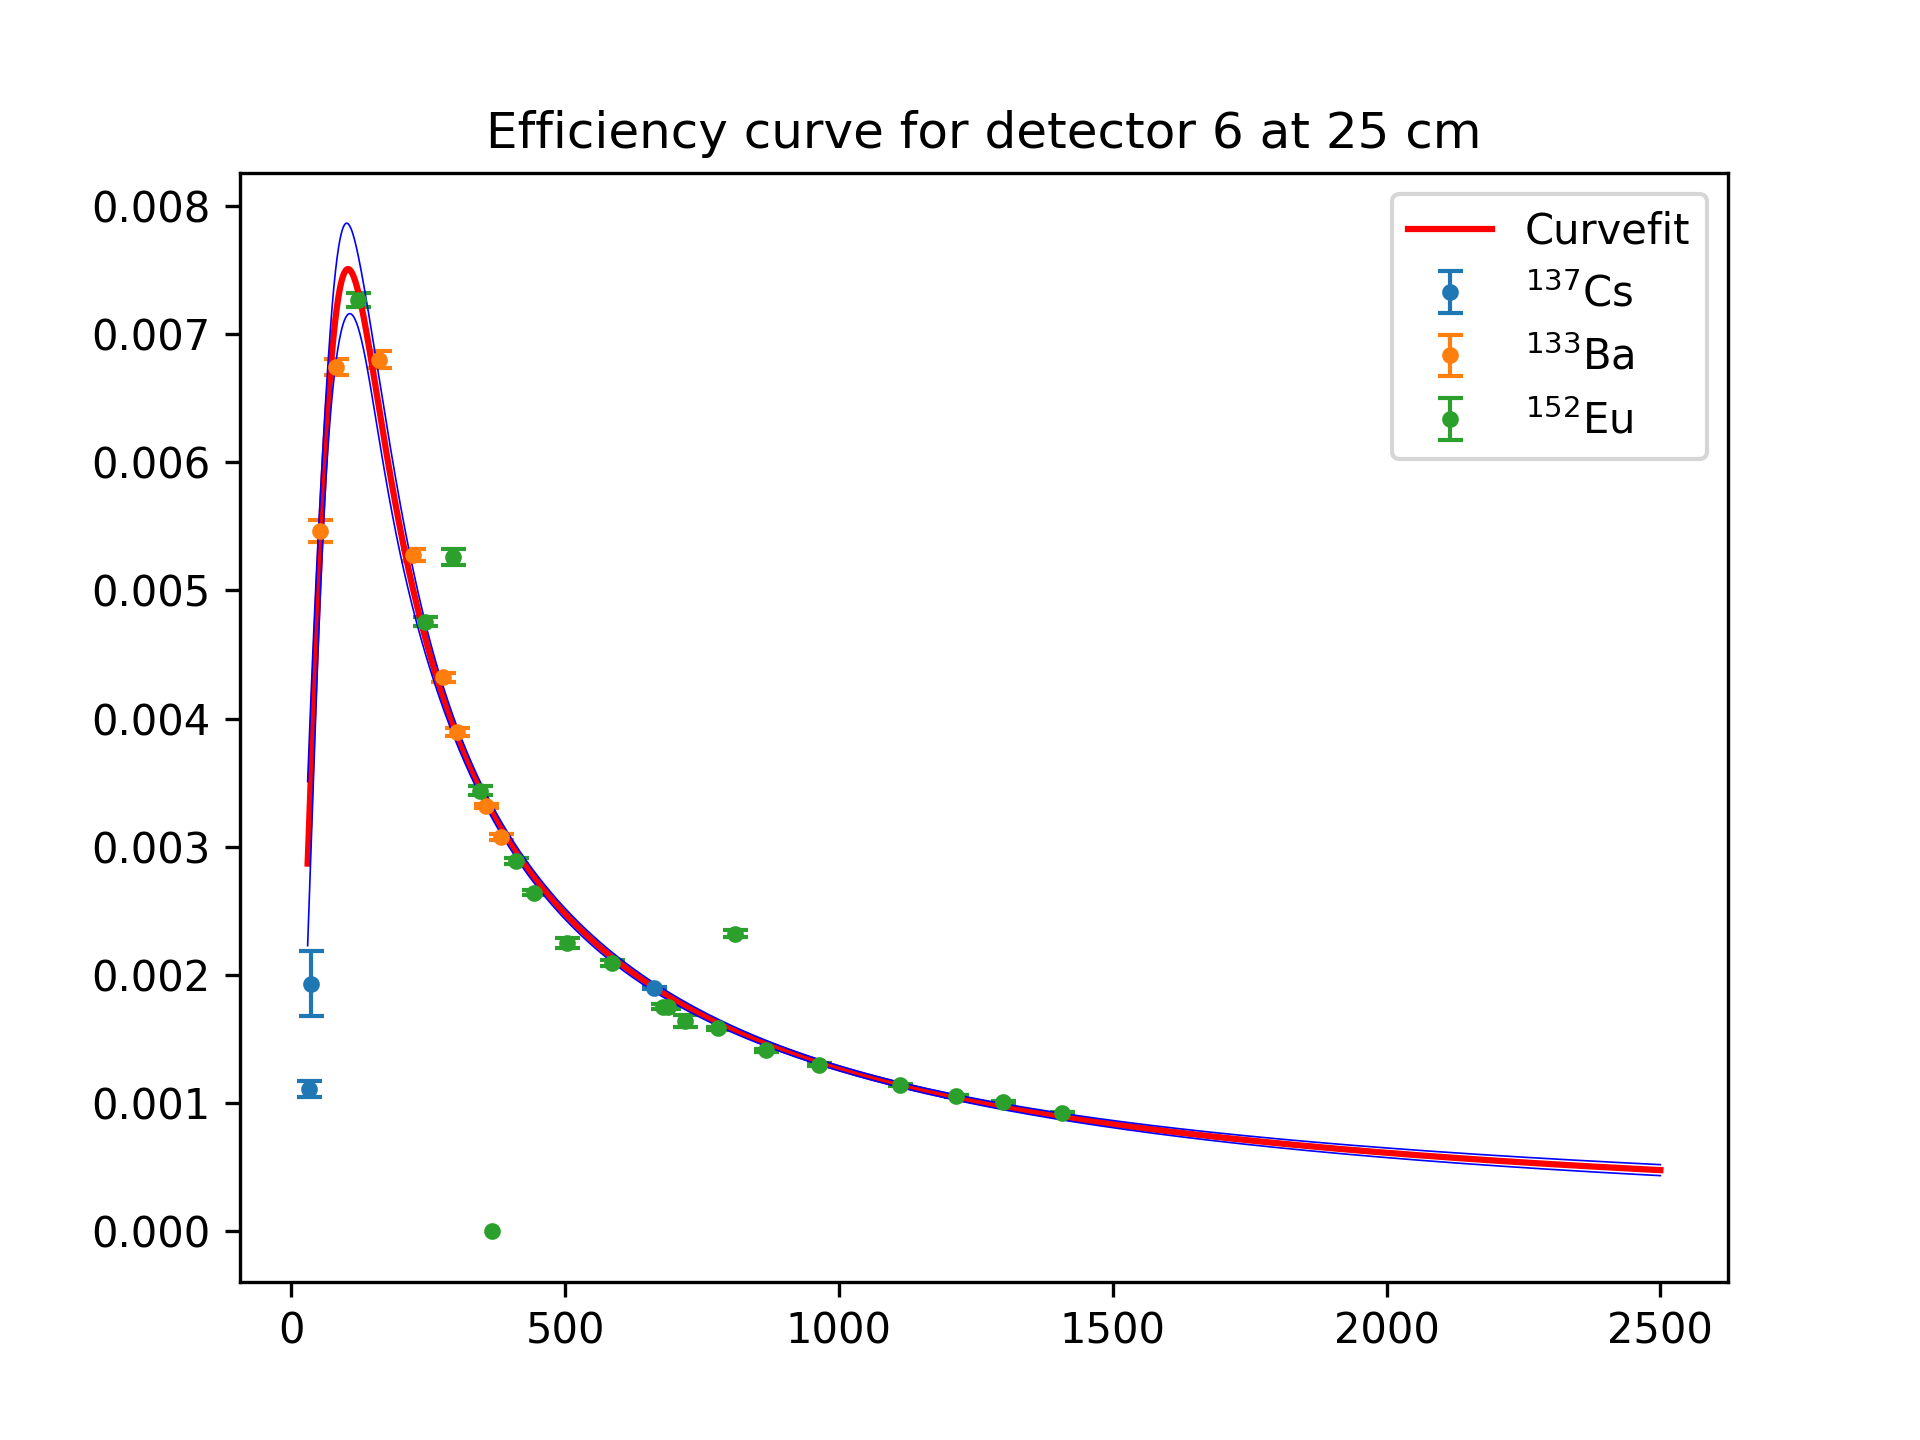 Efficiency curve for detector 6 at 25 cm
0.008
0.007
0.006
0.005
0.004
0.003
0.002
0.001
0.000
Curvefit
¹³⁷Cs
¹³³Ba
¹⁵²Eu
0 500 1000 1500 2000 2500